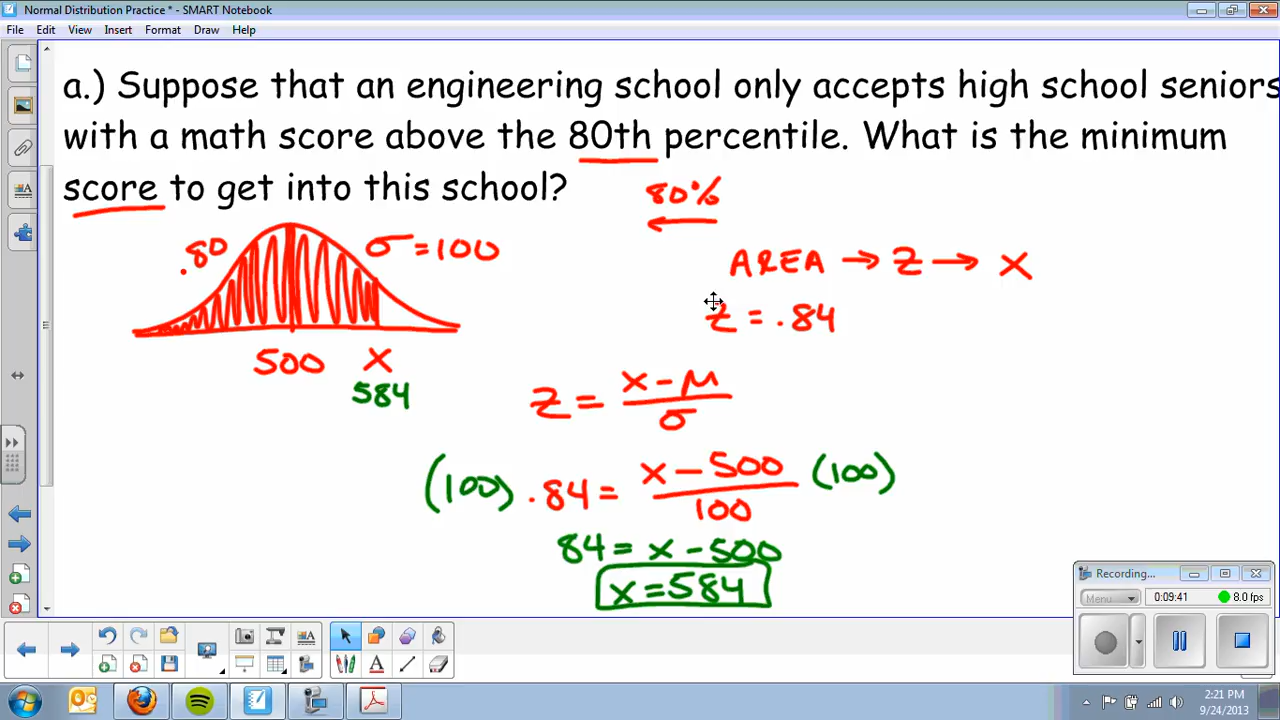 Normal Distribution Practice * - SMART Notebook
File Edit View Insert Format Draw Help
a.) Suppose that an engineering school only accepts high school seniors
with a math score above the 80th percentile. What is the minimum
score to get into this school?
80%
.80
σ = 100
AREA → Z → X
Z = .84
500 X
584
Z = X - μ / σ
(100) .84 = X - 500 / 100 (100)
84 = X - 500
X = 584
Recording...
Menu
0:09:41
8.0 fps
2:21 PM
9/24/2013